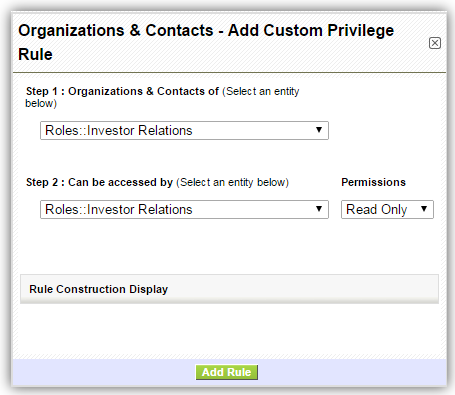 Organizations & Contacts - Add Custom Privilege
Rule
Step 1 : Organizations & Contacts of (Select an entity
below)
Roles::Investor Relations
Step 2 : Can be accessed by (Select an entity below) Permissions
Roles::Investor Relations Read Only
Rule Construction Display
Add Rule